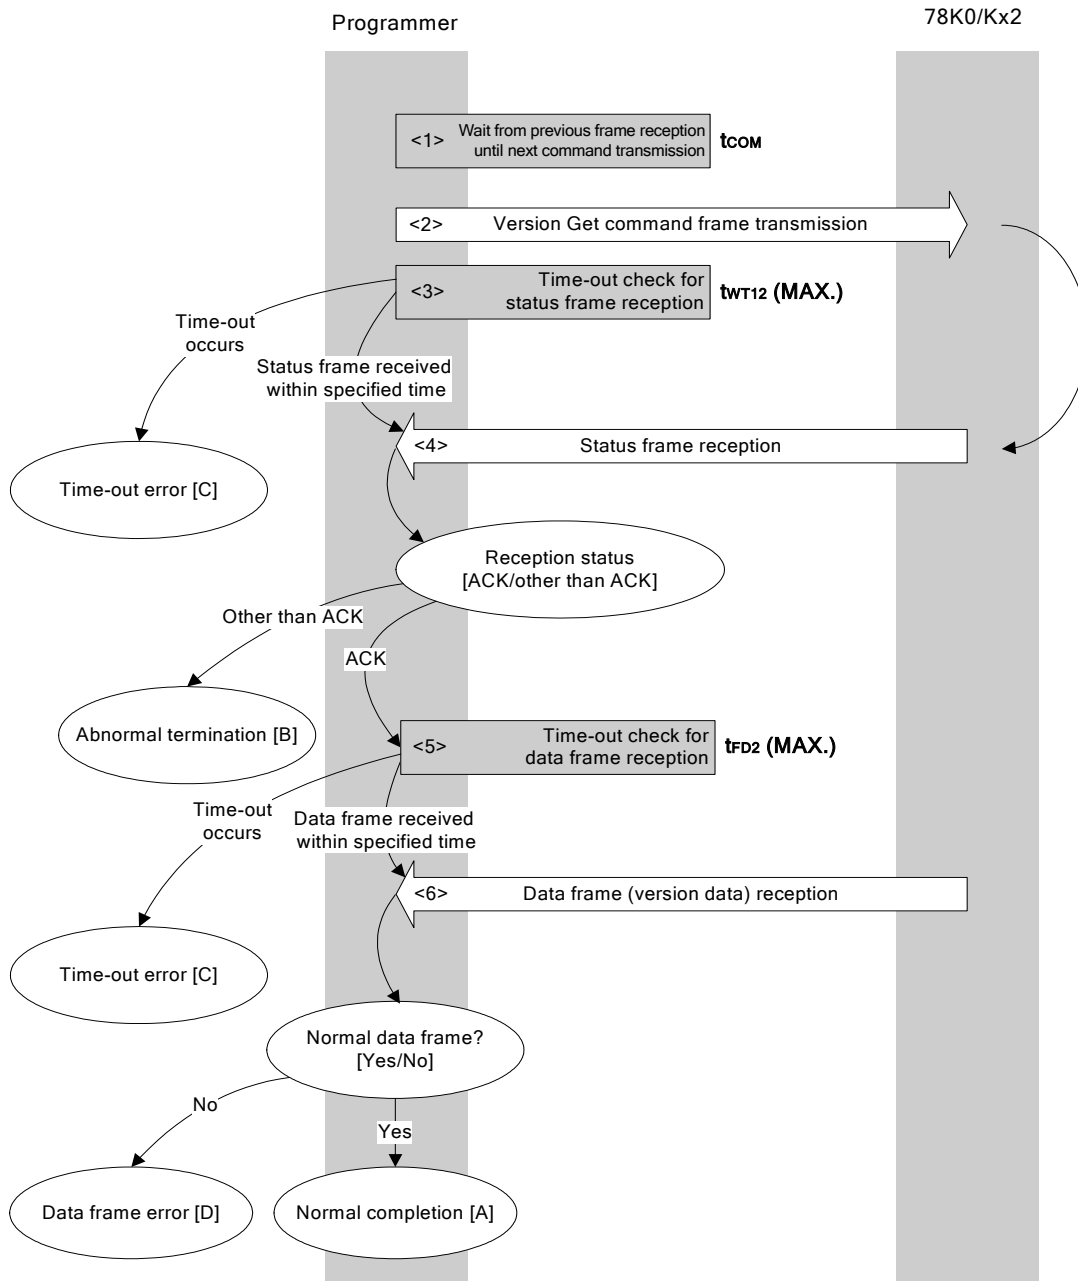 Programmer
78K0/Kx2
<1> Wait from previous frame reception
until next command transmission
tCOM
<2> Version Get command frame transmission
<3> Time-out check for
status frame reception
tWT12 (MAX.)
Time-out
occurs
Status frame received
within specified time
<4> Status frame reception
Time-out error [C]
Reception status
[ACK/other than ACK]
Other than ACK
ACK
Abnormal termination [B]
<5> Time-out check for
data frame reception
tFD2 (MAX.)
Time-out
occurs
Data frame received
within specified time
<6> Data frame (version data) reception
Time-out error [C]
Normal data frame?
[Yes/No]
No
Yes
Data frame error [D]
Normal completion [A]